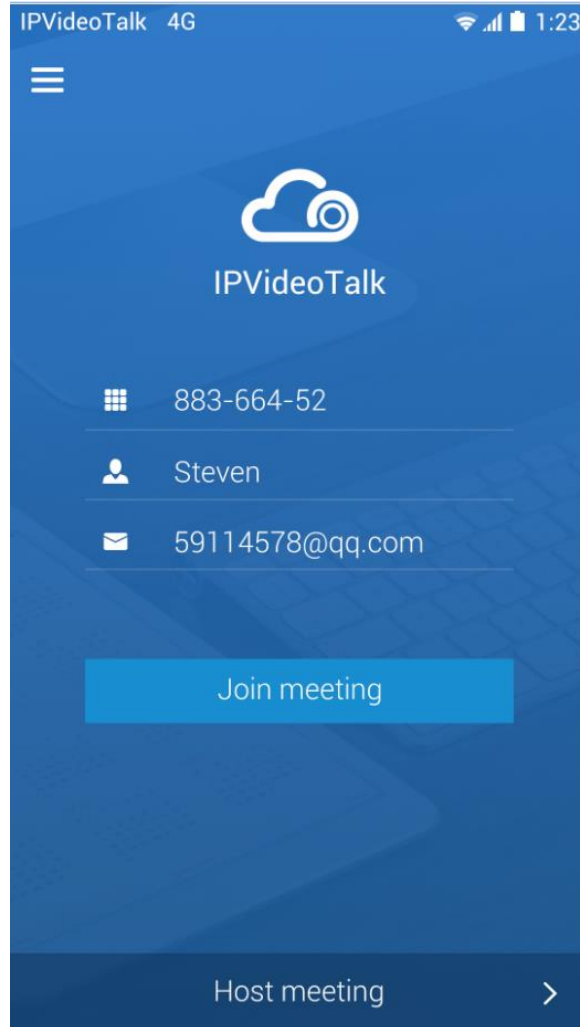 IPVideoTalk 4G 1:23
IPVideoTalk
883-664-52
Steven
59114578@qq.com
Join meeting
Host meeting